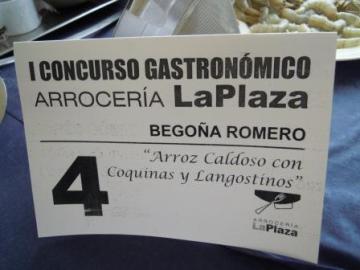 I CONCURSO GASTRONÓMICO
ARROCERÍA LaPlaza
BEGOÑA ROMERO
4
"Arroz Caldoso con
Coquinas y Langostinos"
ARROCERÍA
LaPlaza